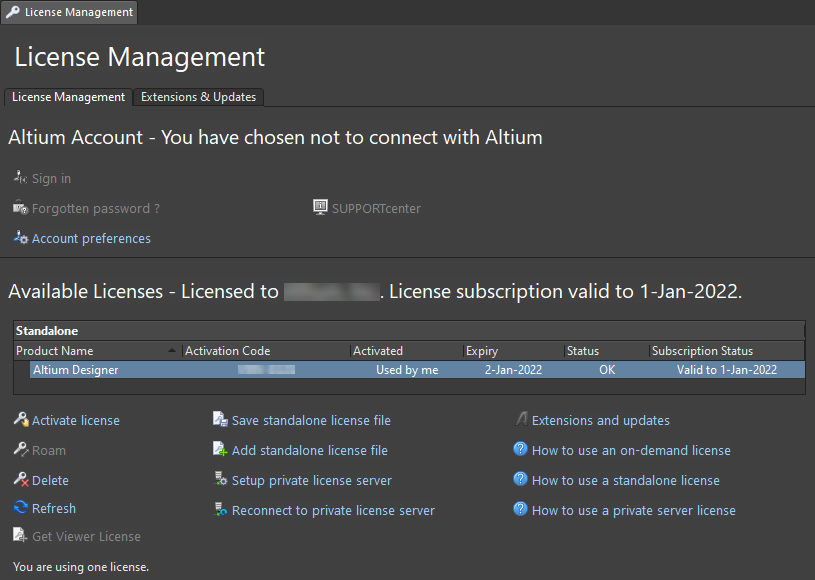 License Management
License Management
License Management Extensions & Updates
Altium Account - You have chosen not to connect with Altium
Sign in
Forgotten password ? SUPPORTcenter
Account preferences
Available Licenses - Licensed to . License subscription valid to 1-Jan-2022.
Standalone
Product Name Activation Code Activated Expiry Status Subscription Status
Altium Designer Used by me 2-Jan-2022 OK Valid to 1-Jan-2022
Activate license Save standalone license file Extensions and updates
Roam Add standalone license file How to use an on-demand license
Delete Setup private license server How to use a standalone license
Refresh Reconnect to private license server How to use a private server license
Get Viewer License
You are using one license.